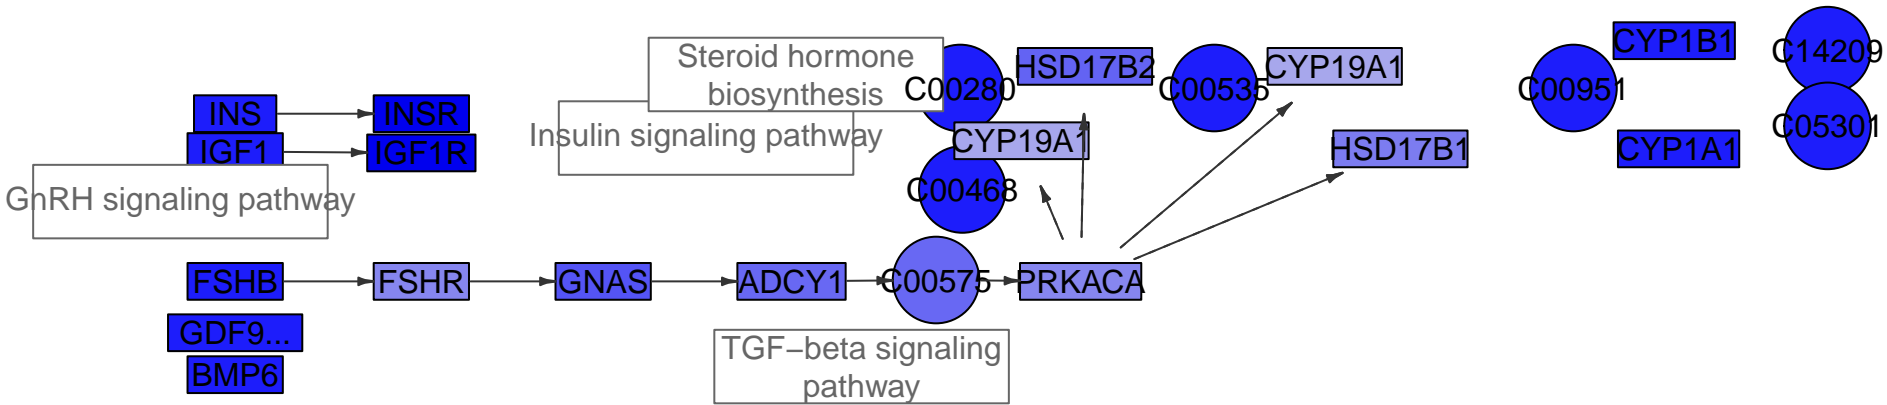 Steroid hormone
biosynthesis
C00280
HSD17B2
C00535
CYP19A1
C00951
CYP1B1
C14209
INS
INSR
Insulin signaling pathway
CYP19A1
C05301
IGF1
IGF1R
HSD17B1
CYP1A1
GnRH signaling pathway
C00468
FSHB
FSHR
GNAS
ADCY1
C00575
PRKACA
GDF9...
TGF−beta signaling
pathway
BMP6